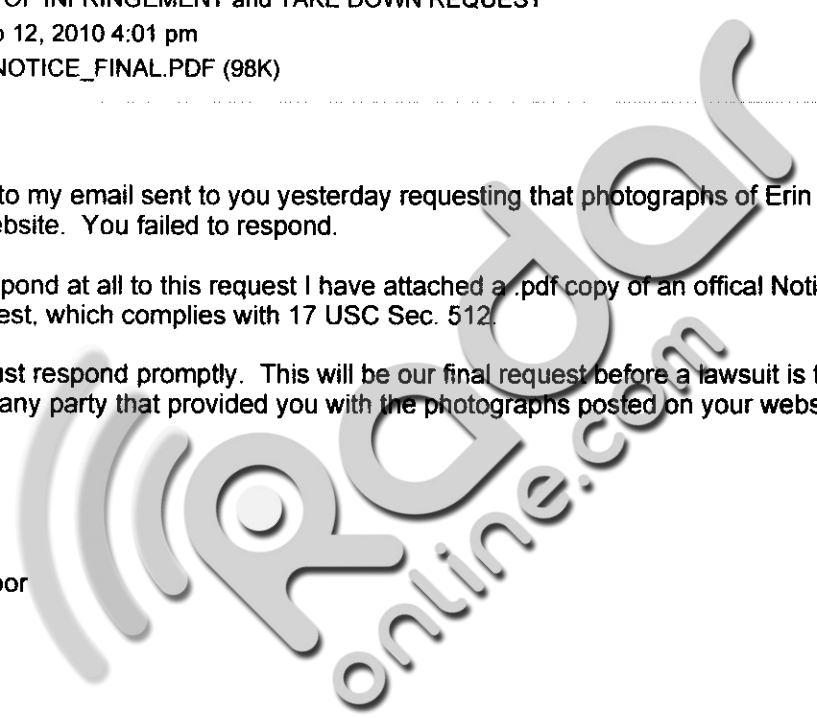 OF INFRINGEMENT and TAKE DOWN REQUEST
12, 2010 4:01 pm
NOTICE_FINAL.PDF (98K)
to my email sent to you yesterday requesting that photographs of Erin
ebsite. You failed to respond.
pond at all to this request I have attached a .pdf copy of an offical Noti
est, which complies with 17 USC Sec. 512.
ust respond promptly. This will be our final request before a lawsuit is f
any party that provided you with the photographs posted on your webs
oor
Radar
online.com